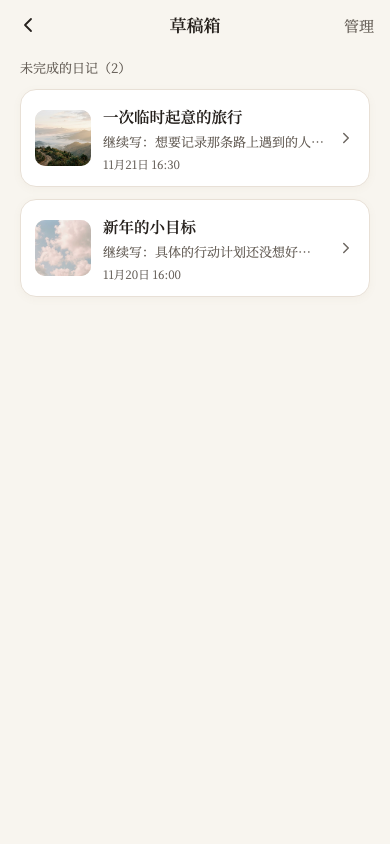 草稿箱
管理
未完成的日记（2）
一次临时起意的旅行
继续写：想要记录那条路上遇到的人…
11月21日 16:30
新年的小目标
继续写：具体的行动计划还没想好…
11月20日 16:00